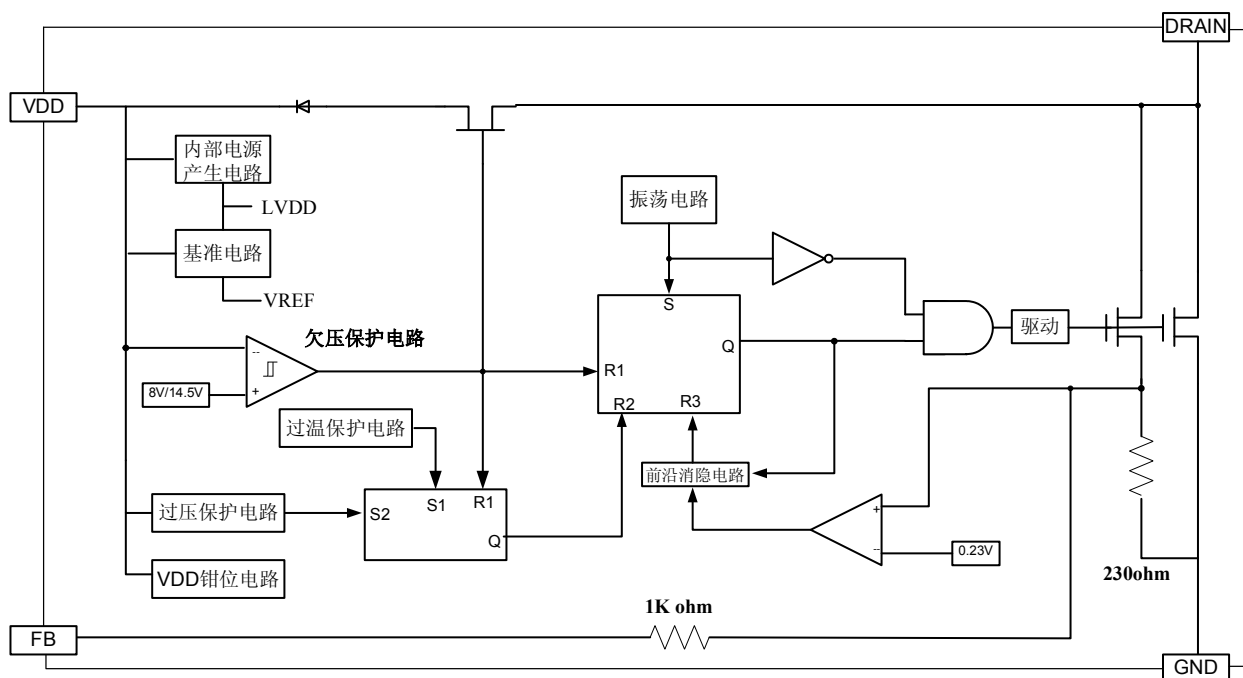 DRAIN
VDD
内部电源
产生电路
LVDD
振荡电路
基准电路
VREF
S
驱动
欠压保护电路
--
Q
R1
8V/14.5V
+
R2
R3
过温保护电路
前沿消隐电路
过压保护电路
S2
S1
R1
+
Q
--
0.23V
VDD钳位电路
230ohm
1K ohm
FB
GND